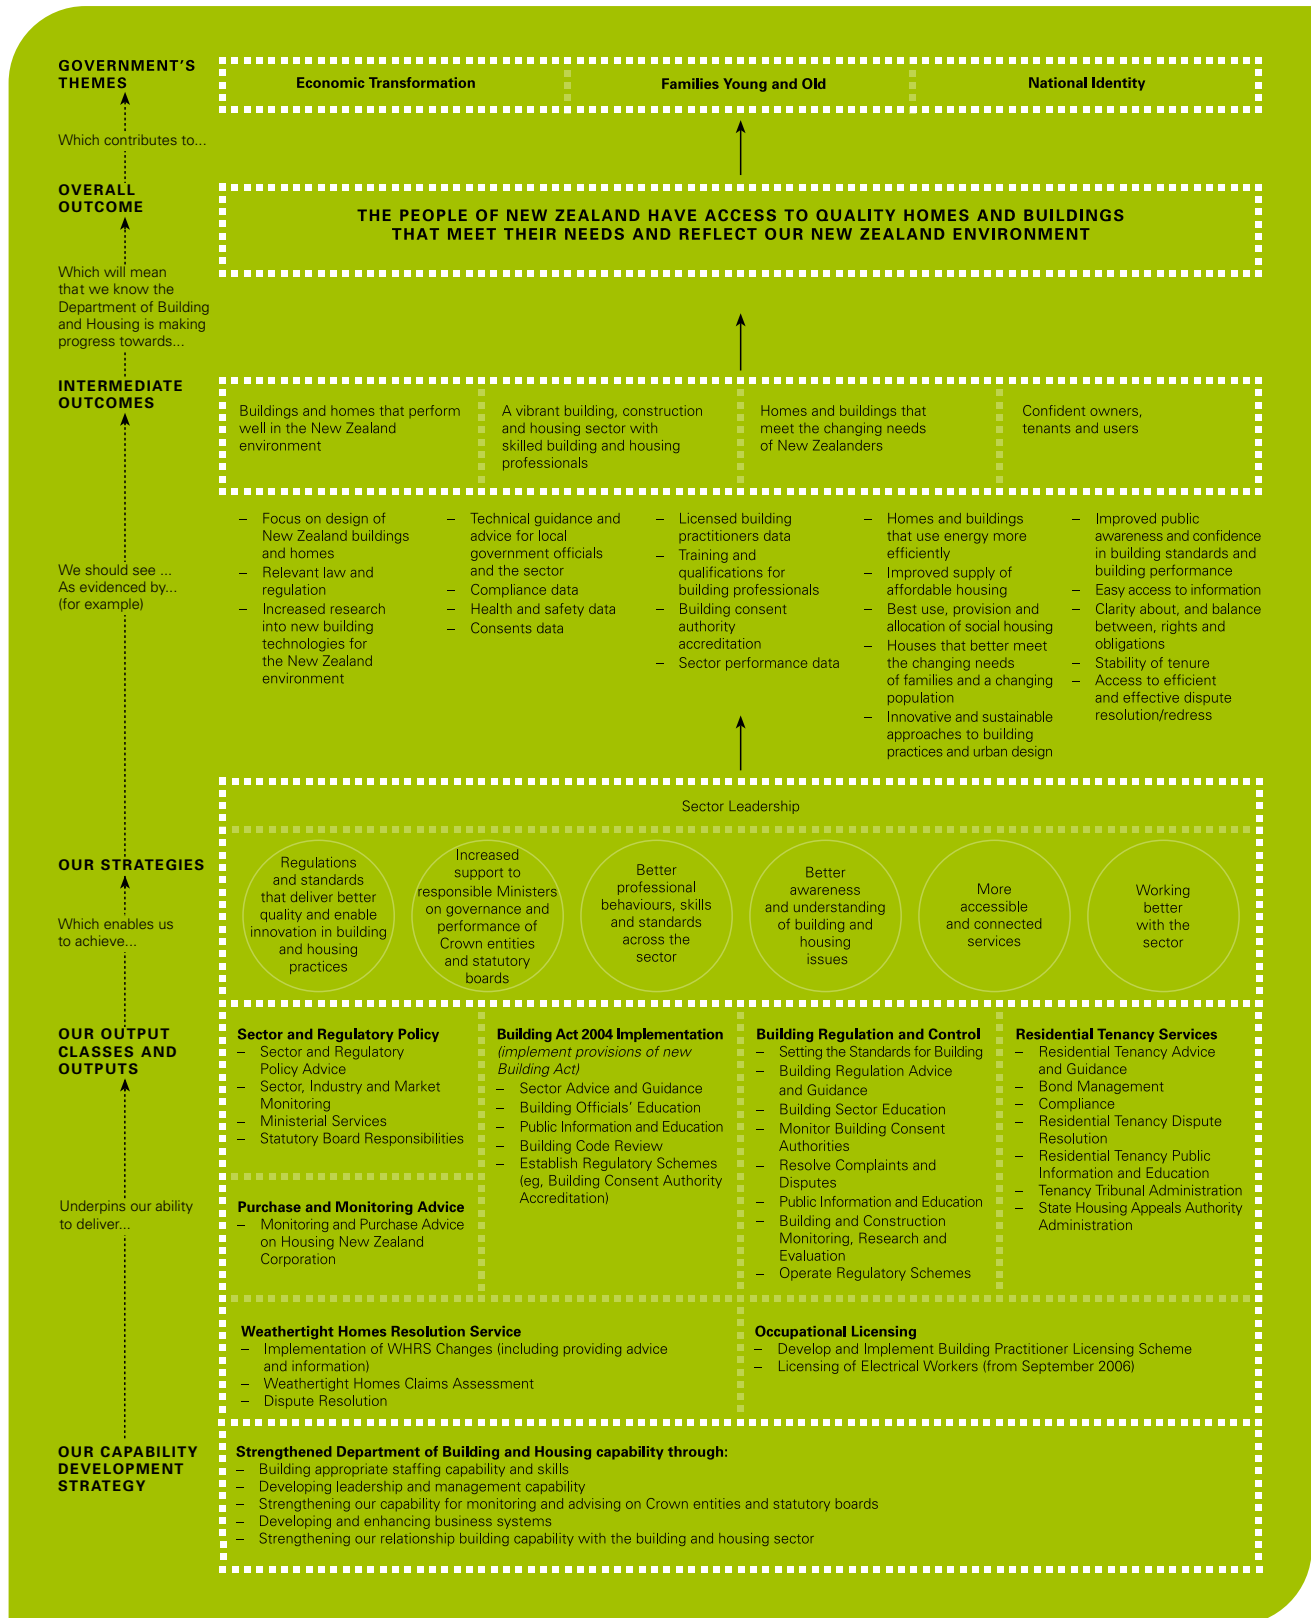 GOVERNMENT'S
THEMES
Economic Transformation
Families Young and Old
National Identity
Which contributes to...
OVERALL
OUTCOME
THE PEOPLE OF NEW ZEALAND HAVE ACCESS TO QUALITY HOMES AND BUILDINGS
THAT MEET THEIR NEEDS AND REFLECT OUR NEW ZEALAND ENVIRONMENT
Which will mean
that we know the
Department of Building
and Housing is making
progress towards...
INTERMEDIATE
OUTCOMES
Buildings and homes that perform
well in the New Zealand
environment
A vibrant building, construction
and housing sector with
skilled building and housing
professionals
Homes and buildings that
meet the changing needs
of New Zealanders
Confident owners,
tenants and users
We should see ...
As evidenced by...
(for example)
– Focus on design of
New Zealand buildings
and homes
– Relevant law and
regulation
– Increased research
into new building
technologies for
the New Zealand
environment
– Technical guidance and
advice for local
government officials
and the sector
– Compliance data
– Health and safety data
– Consents data
– Licensed building
practitioners data
– Training and
qualifications for
building professionals
– Building consent
authority
accreditation
– Sector performance data
– Homes and buildings
that use energy more
efficiently
– Improved supply of
affordable housing
– Best use, provision and
allocation of social housing
– Houses that better meet
the changing needs
of families and a changing
population
– Innovative and sustainable
approaches to building
practices and urban design
– Improved public
awareness and confidence
in building standards and
building performance
– Easy access to information
– Clarity about, and balance
between, rights and
obligations
– Stability of tenure
– Access to efficient
and effective dispute
resolution/redress
Sector Leadership
OUR STRATEGIES
Regulations
and standards
that deliver better
quality and enable
innovation in building
and housing
practices
Increased
support to
responsible Ministers
on governance and
performance of
Crown entities
and statutory
boards
Better
professional
behaviours, skills
and standards
across the
sector
Better
awareness
and understanding
of building and
housing
issues
More
accessible
and connected
services
Working
better
with the
sector
Which enables us
to achieve...
OUR OUTPUT
CLASSES AND
OUTPUTS
Sector and Regulatory Policy
– Sector and Regulatory
Policy Advice
– Sector, Industry and Market
Monitoring
– Ministerial Services
– Statutory Board Responsibilities
Purchase and Monitoring Advice
– Monitoring and Purchase Advice
on Housing New Zealand
Corporation
Building Act 2004 Implementation
(implement provisions of new
Building Act)
– Sector Advice and Guidance
– Building Officials' Education
– Public Information and Education
– Building Code Review
– Establish Regulatory Schemes
(eg, Building Consent Authority
Accreditation)
Building Regulation and Control
– Setting the Standards for Building
– Building Regulation Advice
and Guidance
– Building Sector Education
– Monitor Building Consent
Authorities
– Resolve Complaints and
Disputes
– Public Information and Education
– Building and Construction
Monitoring, Research and
Evaluation
– Operate Regulatory Schemes
Residential Tenancy Services
– Residential Tenancy Advice
and Guidance
– Bond Management
– Compliance
– Residential Tenancy Dispute
Resolution
– Residential Tenancy Public
Information and Education
– Tenancy Tribunal Administration
– State Housing Appeals Authority
Administration
Underpins our ability
to deliver...
Weathertight Homes Resolution Service
– Implementation of WHRS Changes (including providing advice
and information)
– Weathertight Homes Claims Assessment
– Dispute Resolution
Occupational Licensing
– Develop and Implement Building Practitioner Licensing Scheme
– Licensing of Electrical Workers (from September 2006)
OUR CAPABILITY
DEVELOPMENT
STRATEGY
Strengthened Department of Building and Housing capability through:
– Building appropriate staffing capability and skills
– Developing leadership and management capability
– Strengthening our capability for monitoring and advising on Crown entities and statutory boards
– Developing and enhancing business systems
– Strengthening our relationship building capability with the building and housing sector